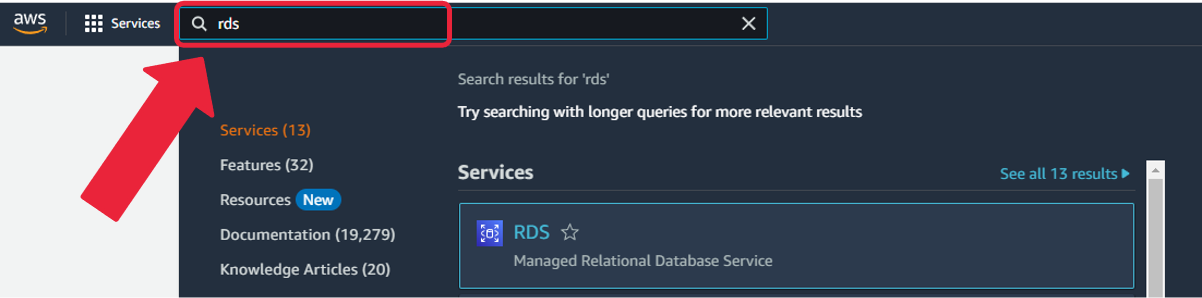 aws Services rds
Search results for 'rds'
Try searching with longer queries for more relevant results
Services (13)
Features (32)
Resources New
Documentation (19,279)
Knowledge Articles (20)
Services See all 13 results
RDS
Managed Relational Database Service